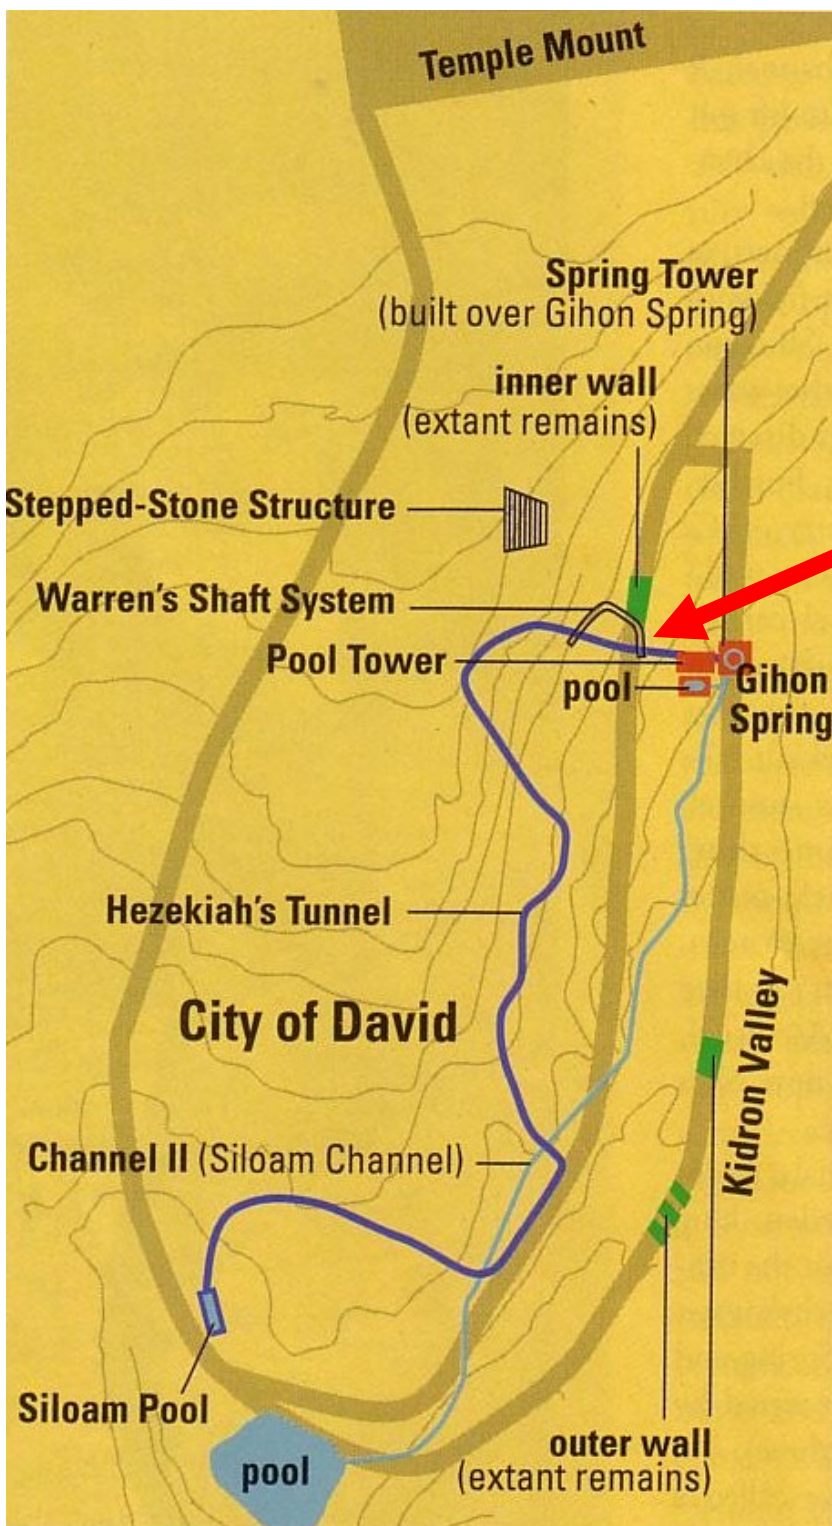 Temple Mount
Spring Tower
(built over Gihon Spring)
inner wall
(extant remains)
Stepped-Stone Structure
Warren's Shaft System
Pool Tower
pool
Gihon
Spring
Hezekiah's Tunnel
City of David
Kidron Valley
Channel II (Siloam Channel)
Siloam Pool
pool
outer wall
(extant remains)